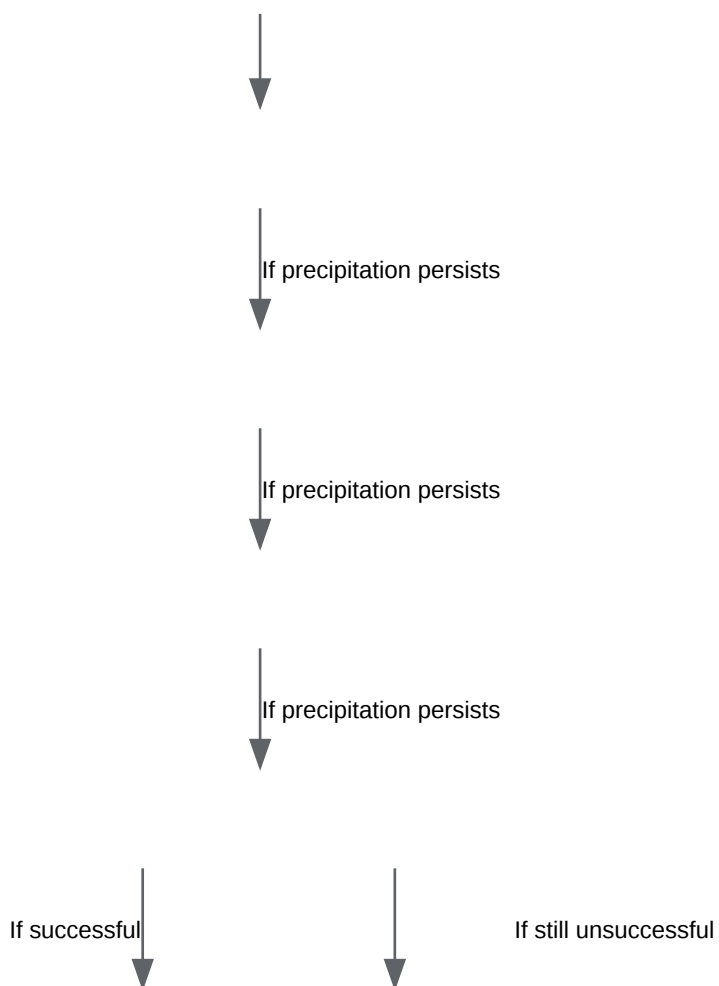 If precipitation persists
If precipitation persists
If precipitation persists
If successful
If still unsuccessful